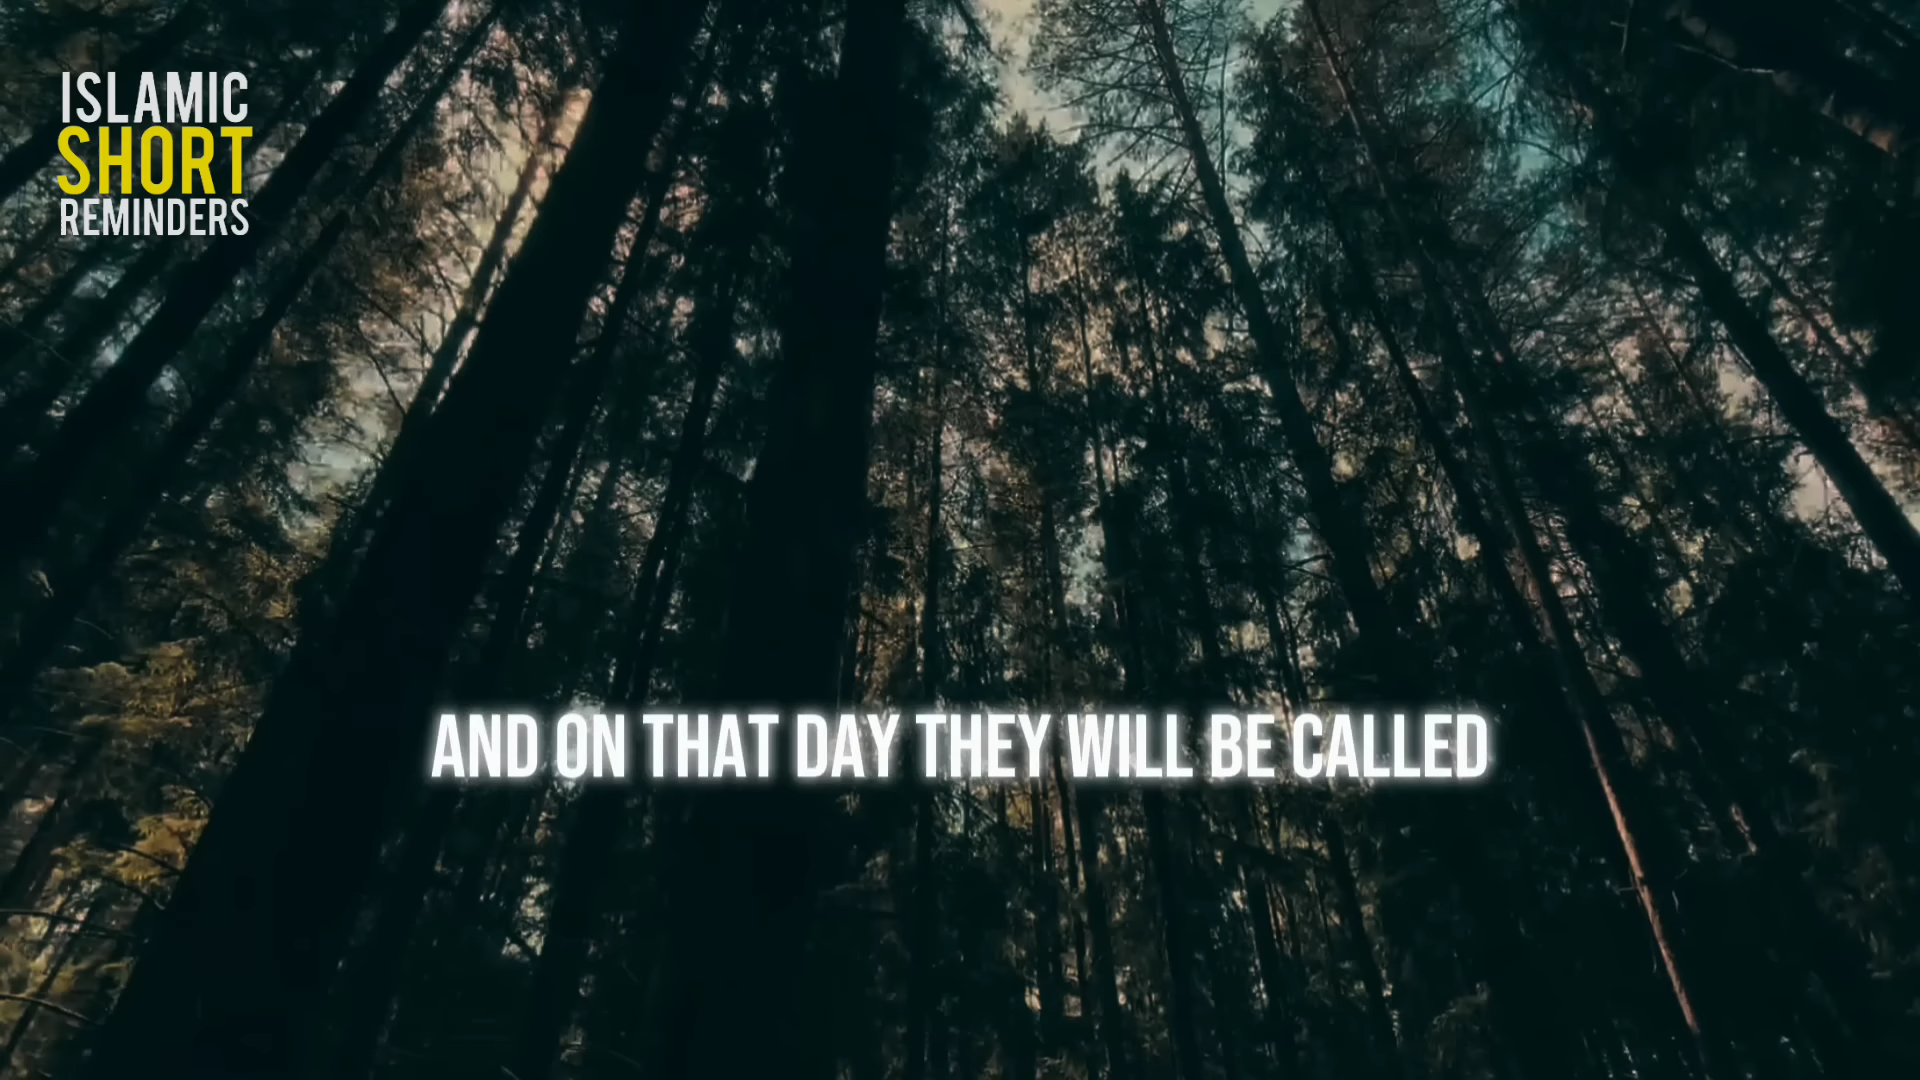 ISLAMIC
SHORT
REMINDERS
AND ON THAT DAY THEY WILL BE CALLED